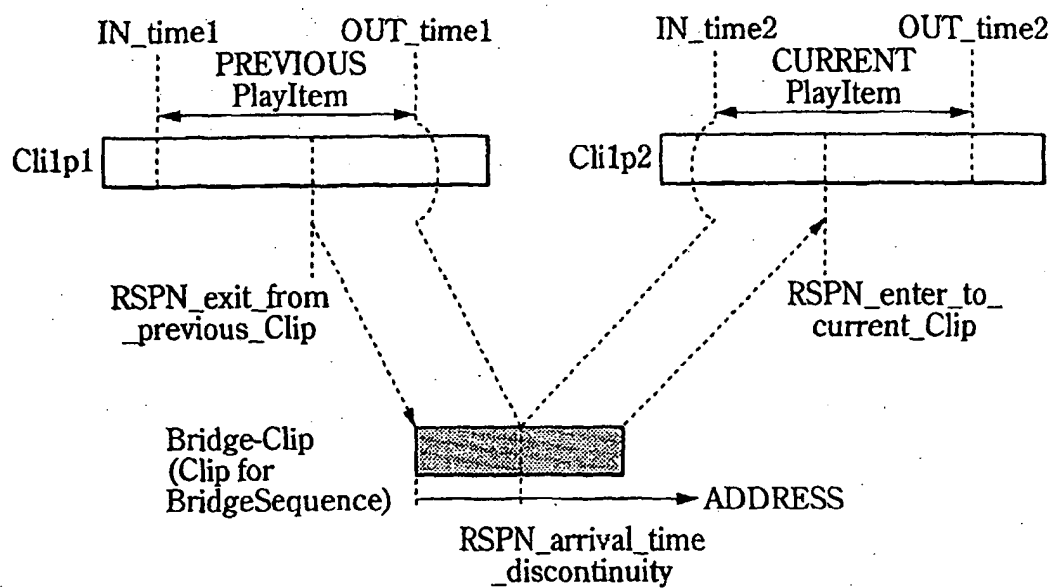 IN_time1 OUT_time1 IN_time2 OUT_time2
PREVIOUS
PlayItem
CURRENT
PlayItem
Cli1p1
Cli1p2
RSPN_exit_from
_previous_Clip
RSPN_enter_to_
current_Clip
Bridge-Clip
(Clip for
BridgeSequence)
ADDRESS
RSPN_arrival_time
_discontinuity